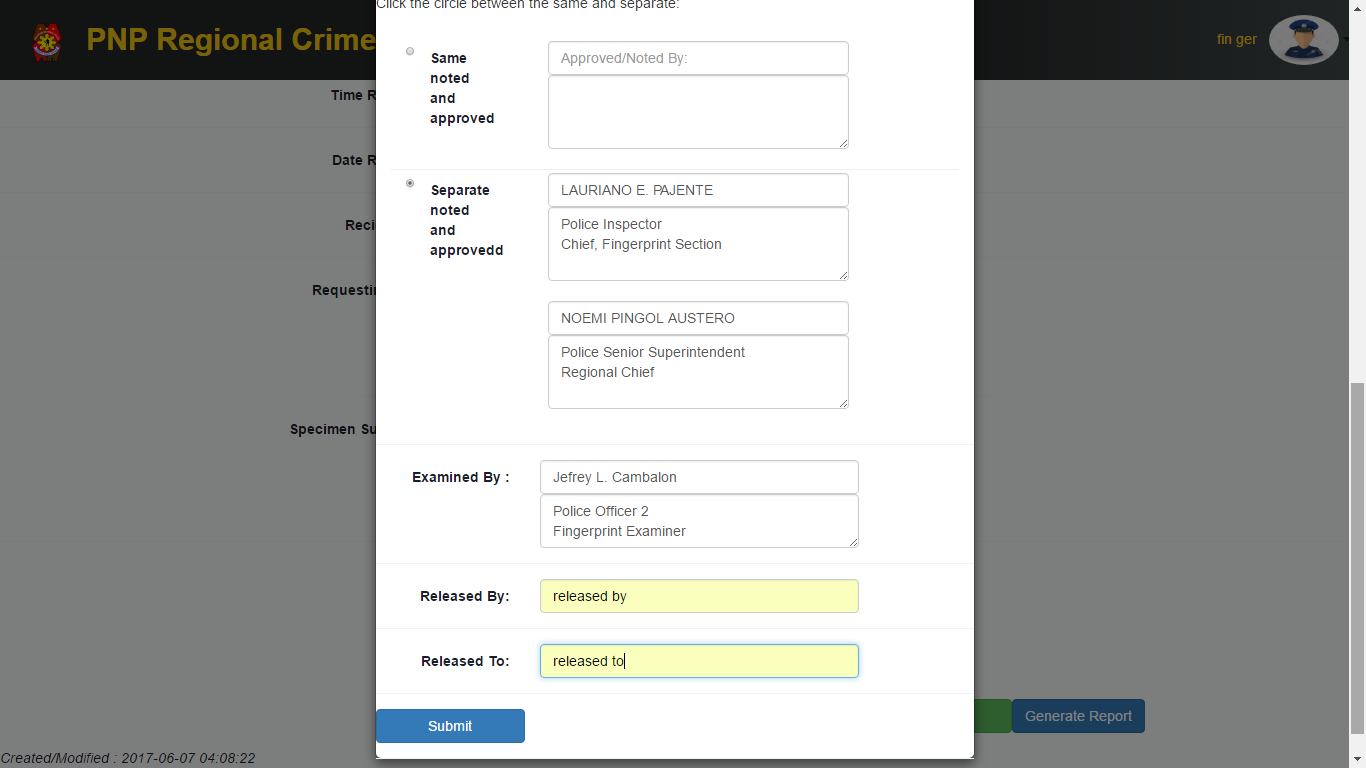 Click the circle between the same and separate:
PNP Regional Crime
fin ger
Same
noted
and
approved
Approved/Noted By:
Time R
Date R
Separate
noted
and
approvedd
LAURIANO E. PAJENTE
Police Inspector
Chief, Fingerprint Section
Reci
Requestin
NOEMI PINGOL AUSTERO
Police Senior Superintendent
Regional Chief
Specimen Su
Examined By :
Jefrey L. Cambalon
Police Officer 2
Fingerprint Examiner
Released By:
released by
Released To:
released to
Submit
Generate Report
Created/Modified : 2017-06-07 04:08:22